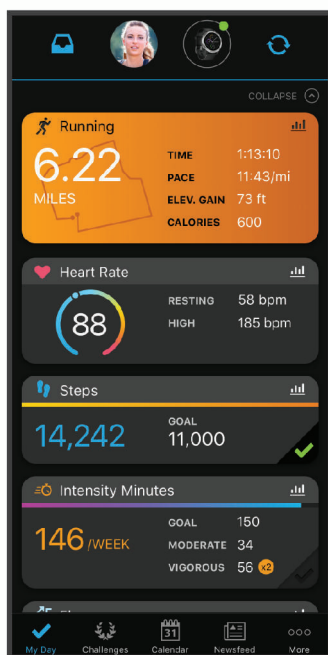 COLLAPSE
Running
6.22
MILES
TIME 1:13:10
PACE 11:43/mi
ELEV. GAIN 73 ft
CALORIES 600
Heart Rate
88
RESTING 58 bpm
HIGH 185 bpm
Steps
14,242
GOAL
11,000
Intensity Minutes
146 /WEEK
GOAL 150
MODERATE 34
VIGOROUS 56 x2
31
My Day Challenges Calendar Newsfeed More